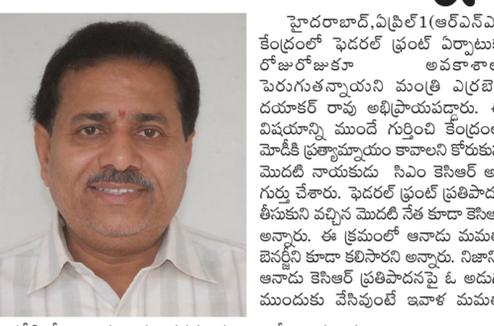 హైదరాబాద్,ఏప్రిల్1(ఆర్ఎన్ఎ
కేంద్రంలో ఫెడరల్ ఫ్రంట్ ఏర్పాటుక
రోజురోజుకూ అవకాశాల
పెరుగుతన్నాయని మంత్రి ఎర్రబె
దయాకర్ రావు అభిప్రాయపడ్డారు.
విషయాన్ని ముందే గుర్తించి కేంద్రంల
మోడీకి ప్రత్యామ్నాయం కావాలని కోరుకున
మొదటి నాయకుడు సిఎం కెసిఆర్ అ
గుర్తు చేశారు. ఫెడరల్ ఫ్రంట్ ప్రతిపాద
తీసుకుని వచ్చిన మొదటి నేత కూడా కెసిఆ
అన్నారు. ఈ క్రమంలో ఆనాడు మమత
బెనర్జీని కూడా కలిసారని అన్నారు. నిజాని
ఆనాడు కెసిఆర్ ప్రతిపాదనపై ఓ అడుగ
ముందుకు వేసివుంటే ఇవాళ మమత